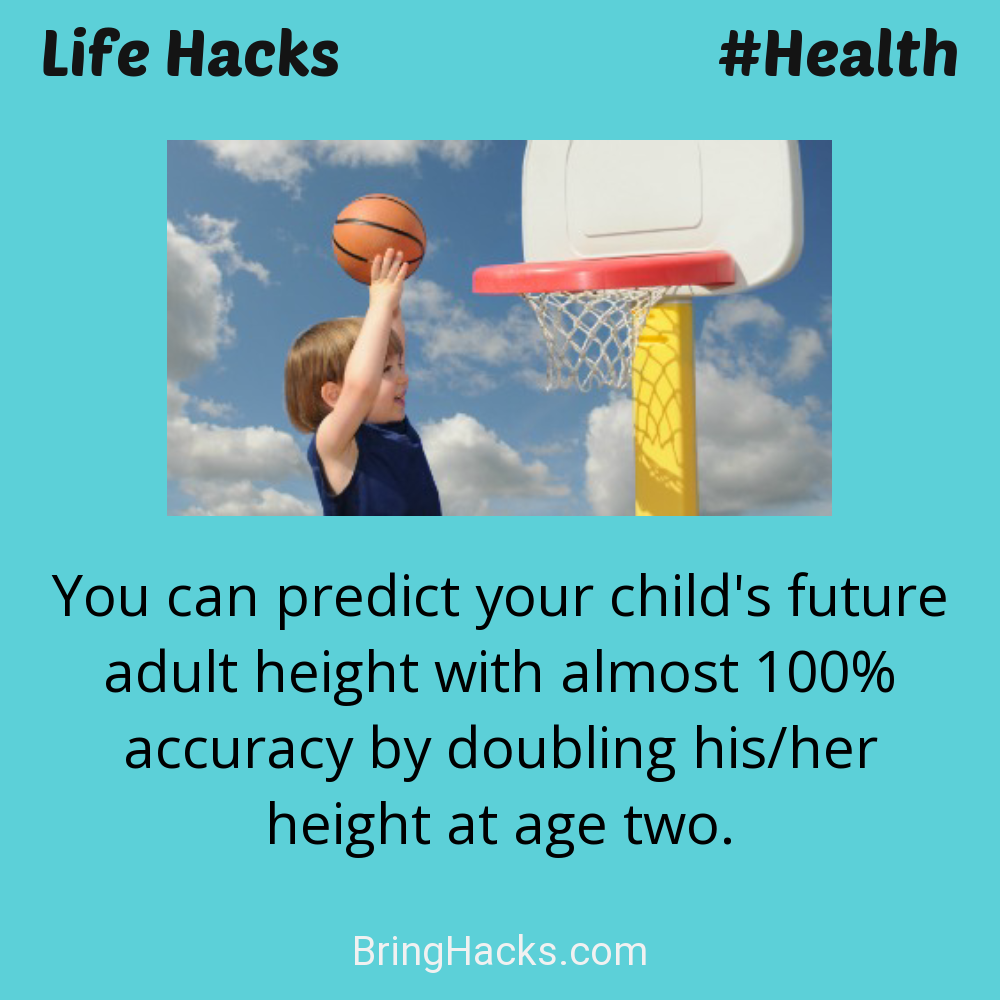 Life Hacks
#Health
You can predict your child's future
adult height with almost 100%
accuracy by doubling his/her
height at age two.
BringHacks.com